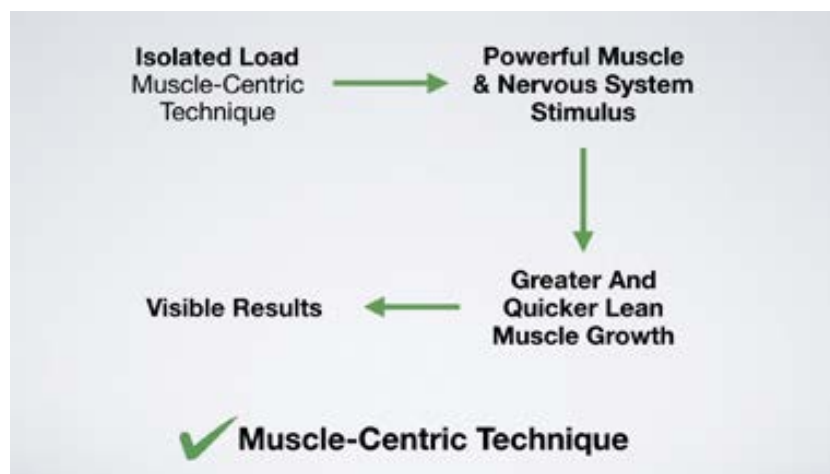 Isolated Load
Muscle-Centric
Technique
Powerful Muscle
& Nervous System
Stimulus
Greater And
Quicker Lean
Muscle Growth
Visible Results
Muscle-Centric Technique